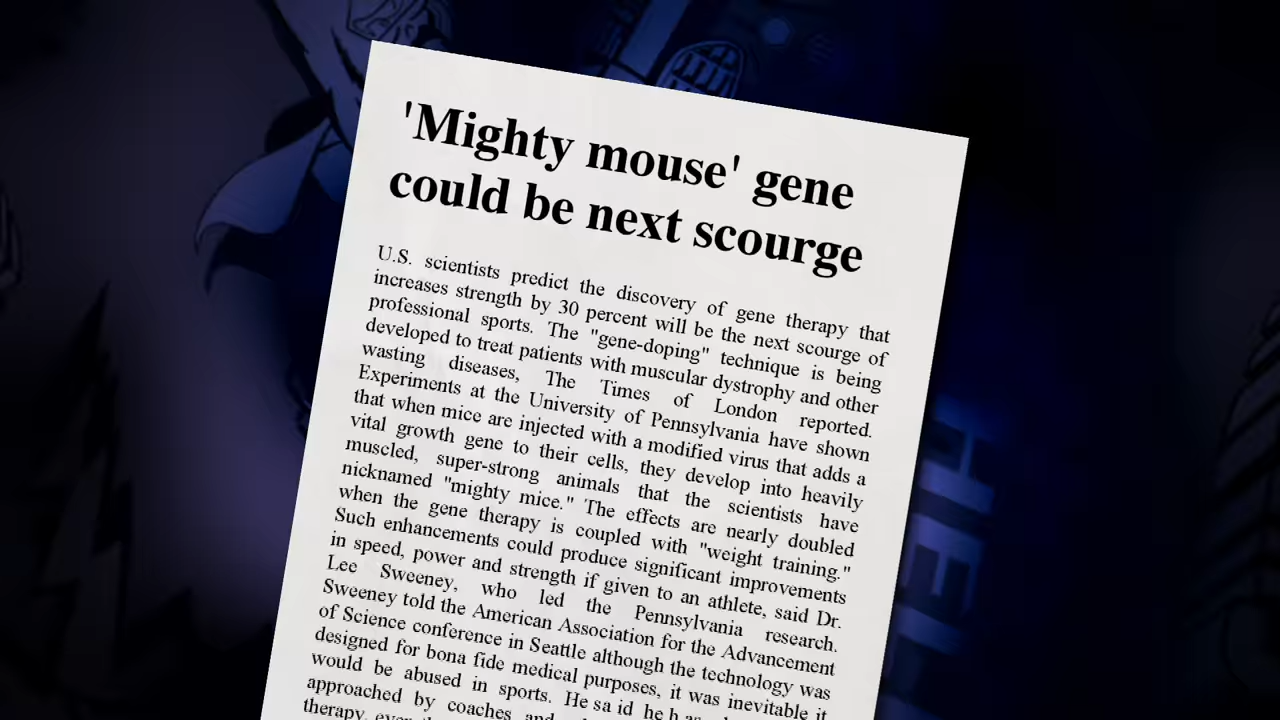 'Mighty mouse' gene
could be next scourge
U.S. scientists predict the discovery of gene therapy that
increases strength by 30 percent will be the next scourge of
professional sports. The "gene-doping" technique is being
developed to treat patients with muscular dystrophy and other
wasting diseases, The Times of London reported.
Experiments at the University of Pennsylvania have shown
that when mice are injected with a modified virus that adds a
vital growth gene to their cells, they develop into heavily
muscled, super-strong animals that the scientists have
nicknamed "mighty mice." The effects are nearly doubled
when the gene therapy is coupled with "weight training."
Such enhancements could produce significant improvements
in speed, power and strength if given to an athlete, said Dr.
Lee Sweeney, who led the Pennsylvania research.
Sweeney told the American Association for the Advancement
of Science conference in Seattle although the technology was
designed for bona fide medical purposes, it was inevitable it
would be abused in sports. He sa id he h as
approached by coaches and
therapy,